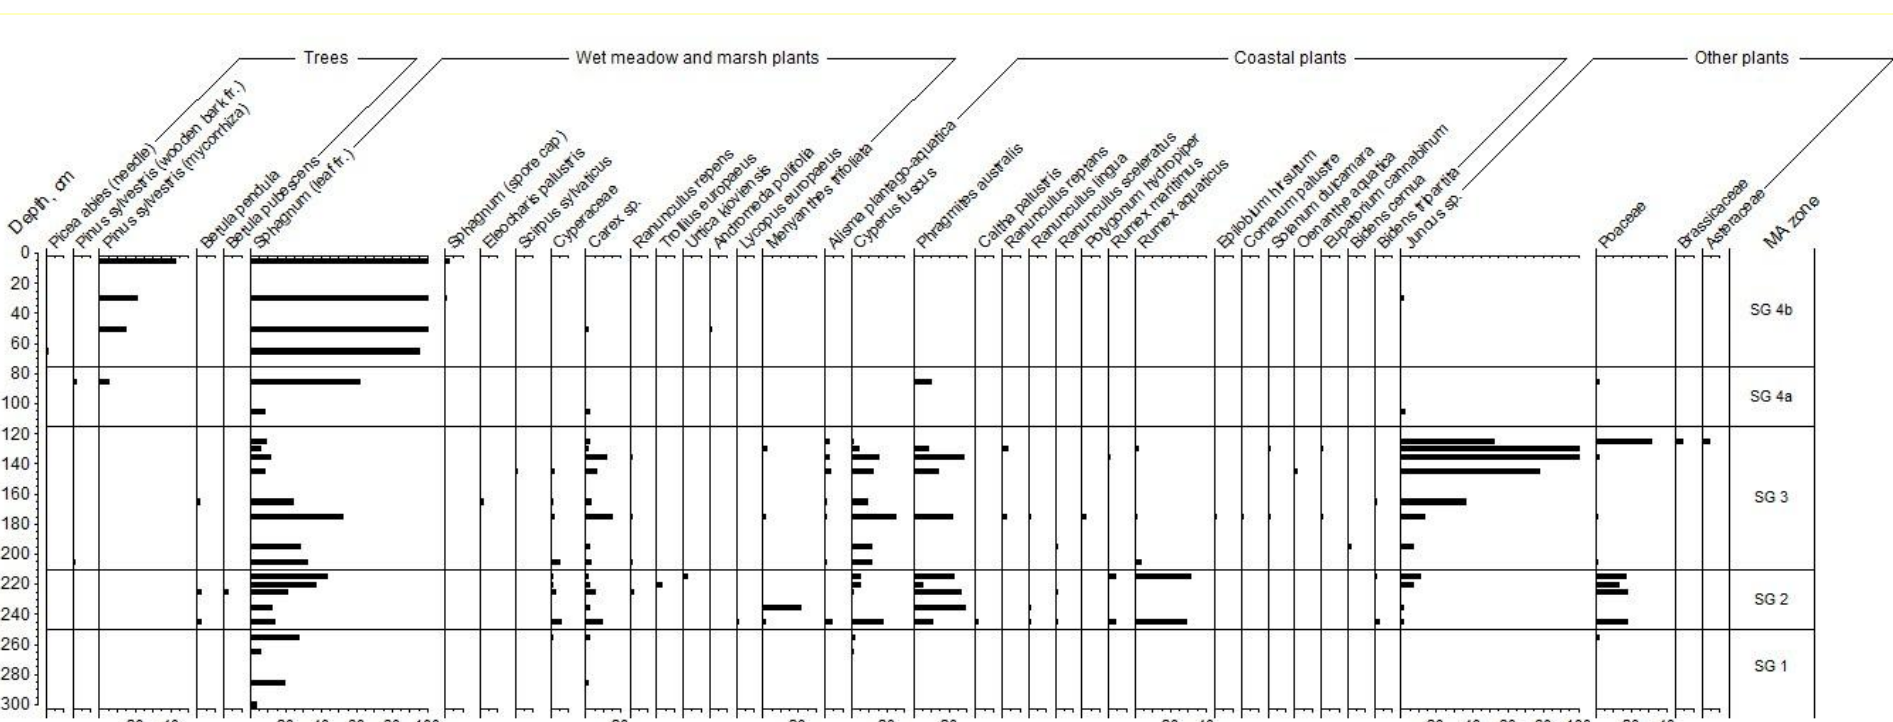 Trees
Wet meadow and marsh plants
Coastal plants
Other plants
Depth, cm
Picea abies (needle)
Pinus sylvestris (wooden bark fr.)
Pinus sylvestris (mycorrhiza)
Betula pendula
Betula pubescens
Sphagnum (leaf fr.)
Sphagnum (spore cap)
Eleocharis palustris
Scirpus sylvaticus
Cyperaceae
Carex sp.
Ranunculus repens
Trollius europaeus
Urtica kioviensis
Andromeda polifolia
Lycopus europaeus
Menyanthes trifoliata
Alisma plantago-aquatica
Cyperus fuscus
Phragmites australis
Caltha palustris
Ranunculus reptans
Ranunculus lingua
Ranunculus sceleratus
Polygonum hydropiper
Rumex maritimus
Rumex aquaticus
Epilobium hirsutum
Comarum palustre
Solanum dulcamara
Oenanthe aquatica
Eupatorium cannabinum
Bidens cernua
Bidens tripartita
Juncus sp.
Poaceae
Brassicaceae
Asteraceae
MA zone
0
20
40
60
80
100
120
140
160
180
200
220
240
260
280
300
SG 4b
SG 4a
SG 3
SG 2
SG 1